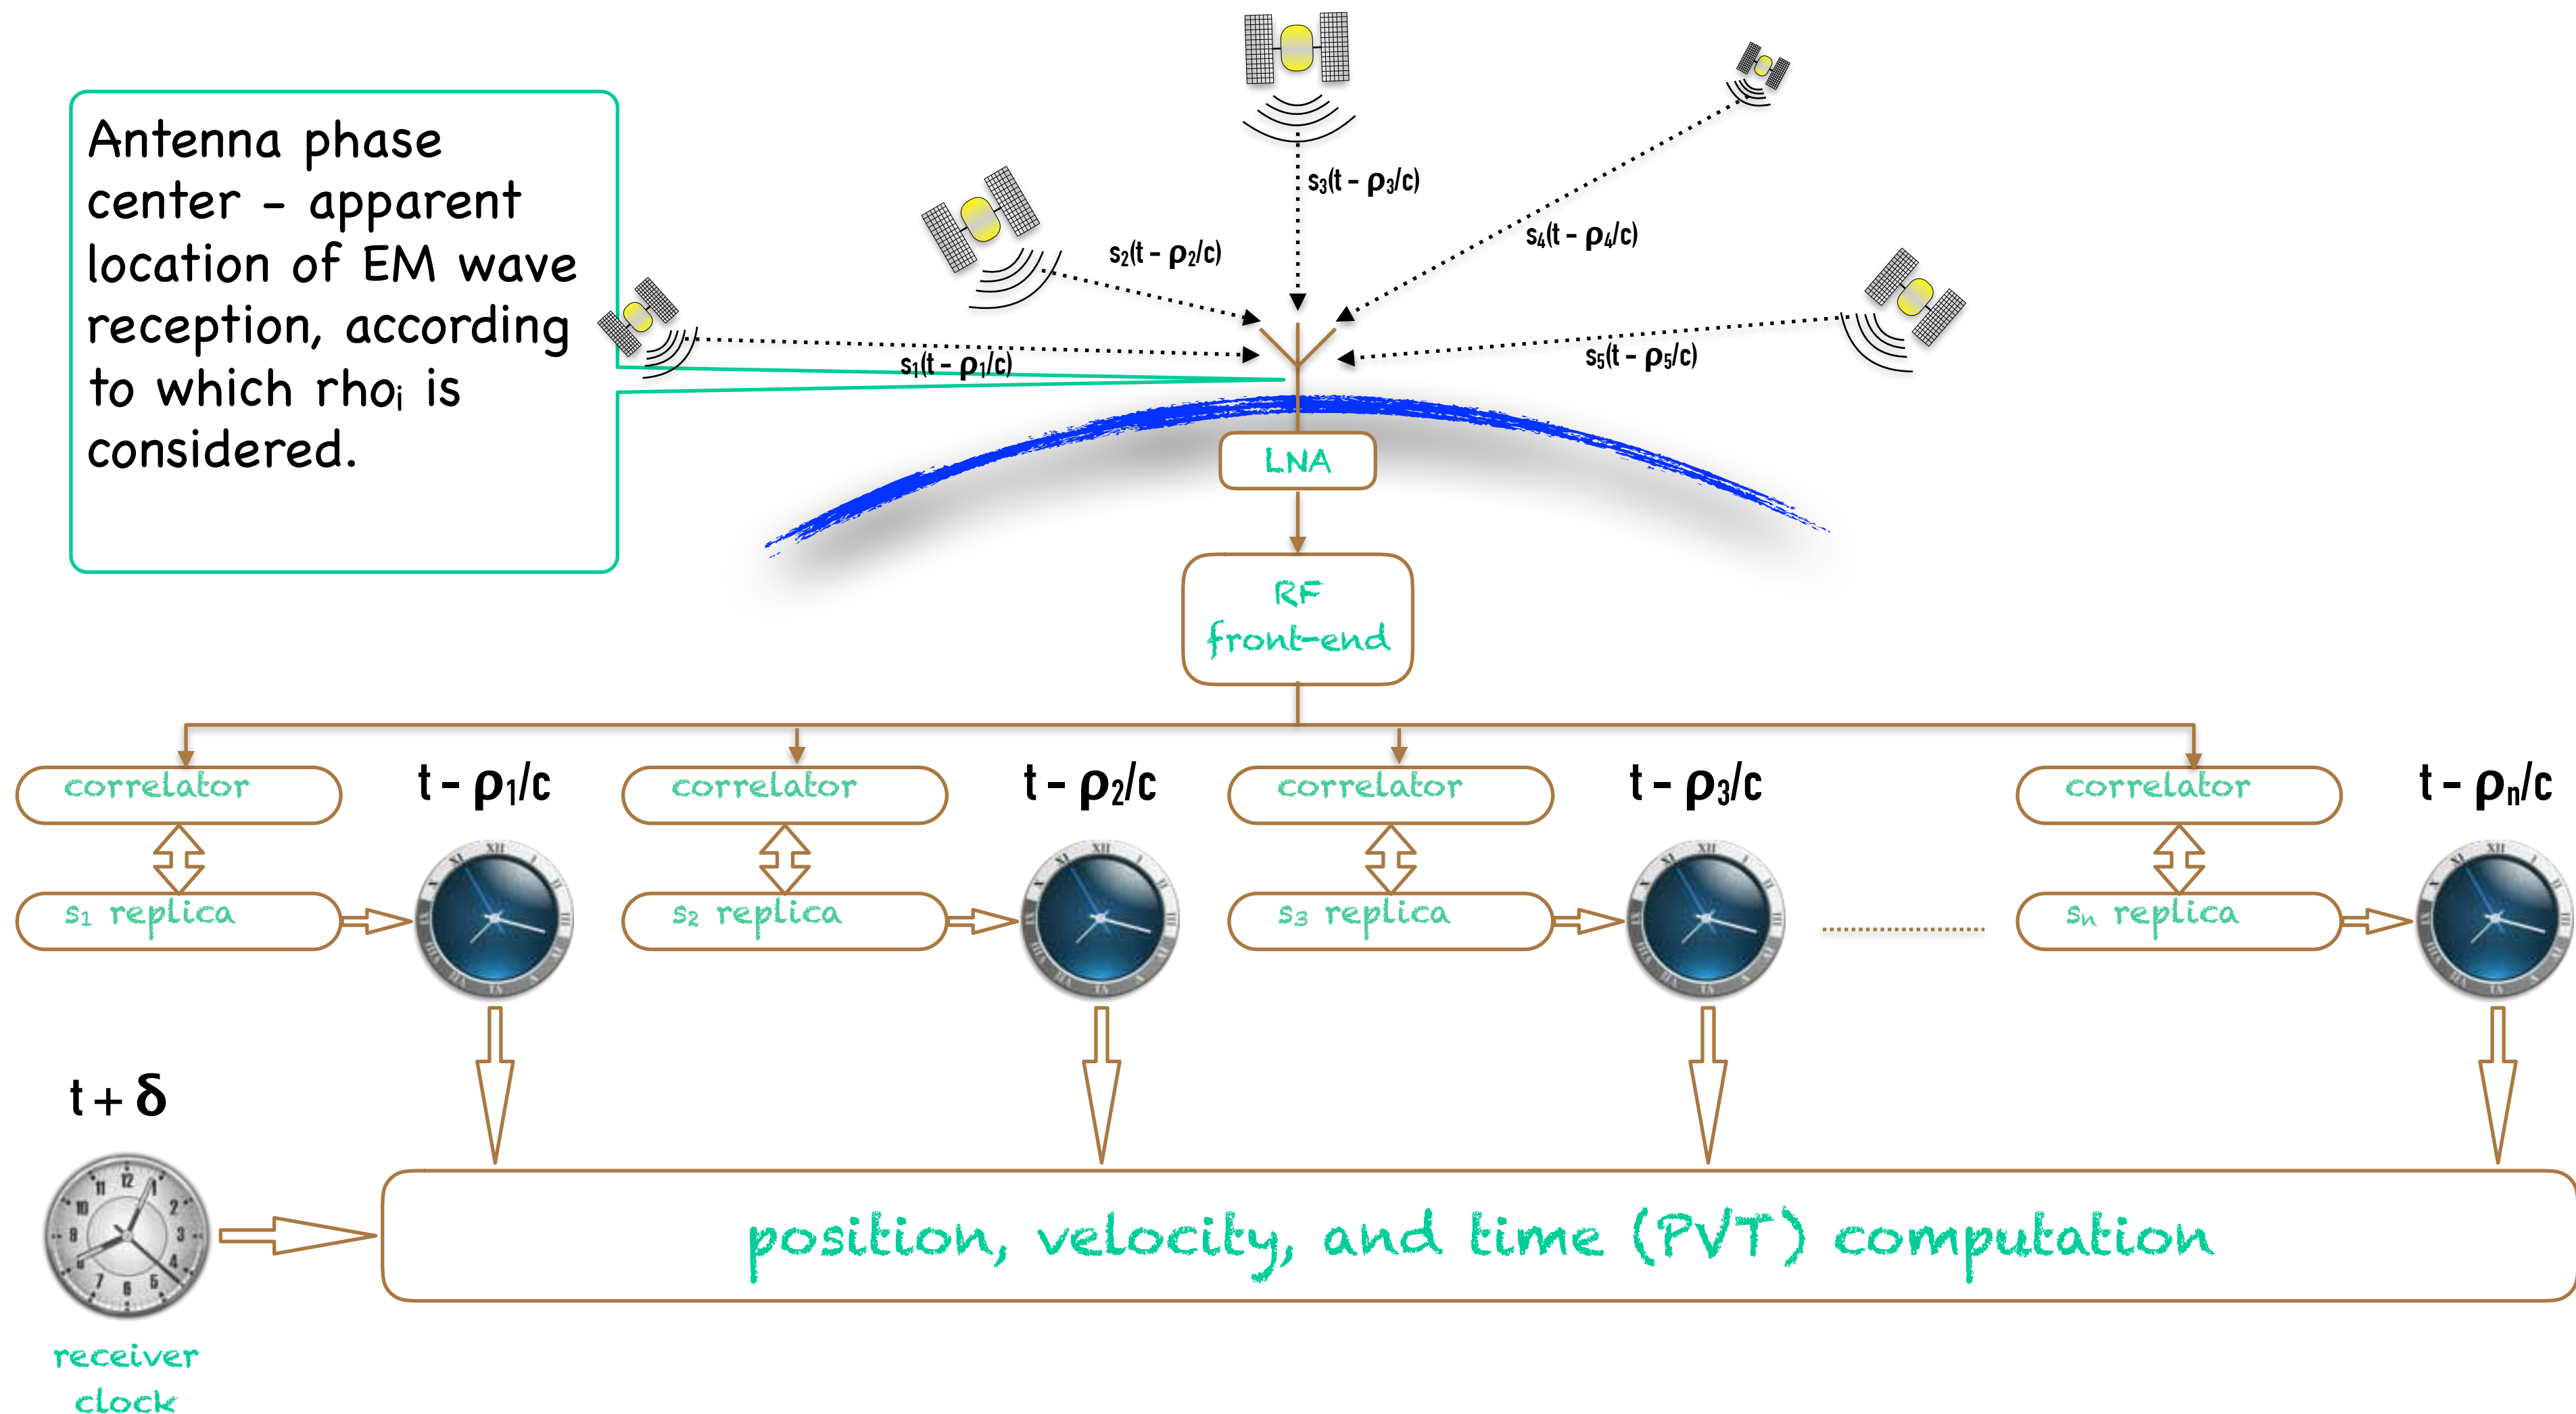 Antenna phase
center - apparent
location of EM wave
reception, according
to which rhoᵢ is
considered.
s₃(t - ρ₃/c)
s₂(t - ρ₂/c)
s₄(t - ρ₄/c)
s₁(t - ρ₁/c)
s₅(t - ρ₅/c)
LNA
RF
front-end
correlator
t - ρ₁/c
correlator
t - ρ₂/c
correlator
t - ρ₃/c
correlator
t - ρₙ/c
s₁ replica
s₂ replica
s₃ replica
sₙ replica
t + δ
position, velocity, and time (PVT) computation
receiver
clock